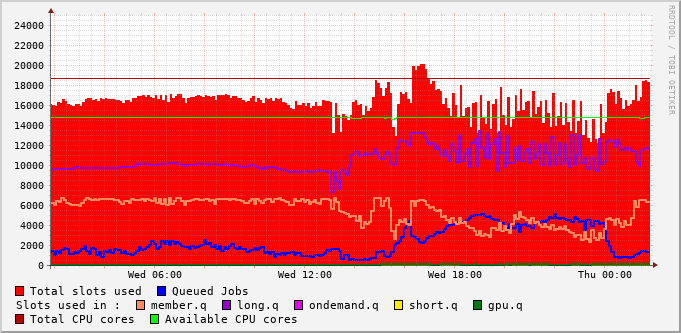 RRDTOOL / TOBI OETIKER
24000
22000
20000
18000
16000
14000
12000
10000
8000
6000
4000
2000
0
Wed 06:00 Wed 12:00 Wed 18:00 Thu 00:00
Total slots used Queued Jobs
Slots used in : member.q long.q ondemand.q short.q gpu.q
Total CPU cores Available CPU cores